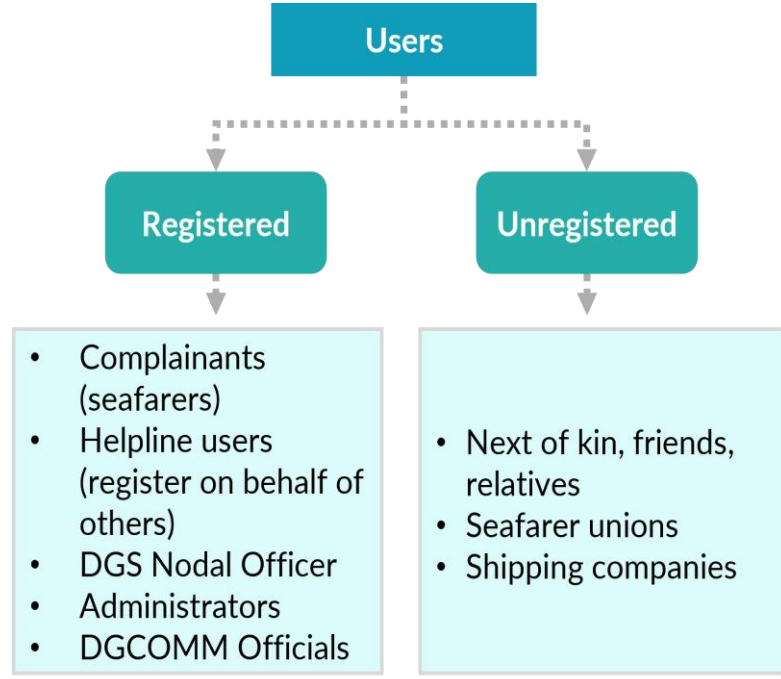 Users
Registered
Unregistered
• Complainants
(seafarers)
• Helpline users
(register on behalf of
others)
• DGS Nodal Officer
• Administrators
• DGCOMM Officials
• Next of kin, friends,
relatives
• Seafarer unions
• Shipping companies